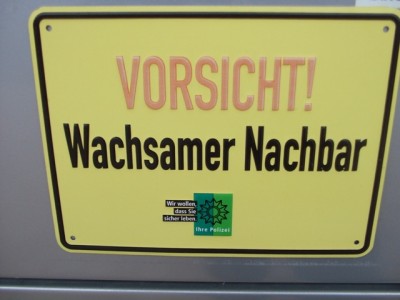 VORSICHT!
Wachsamer Nachbar
Wir wollen,
dass Sie
sicher leben.
Ihre Polizei